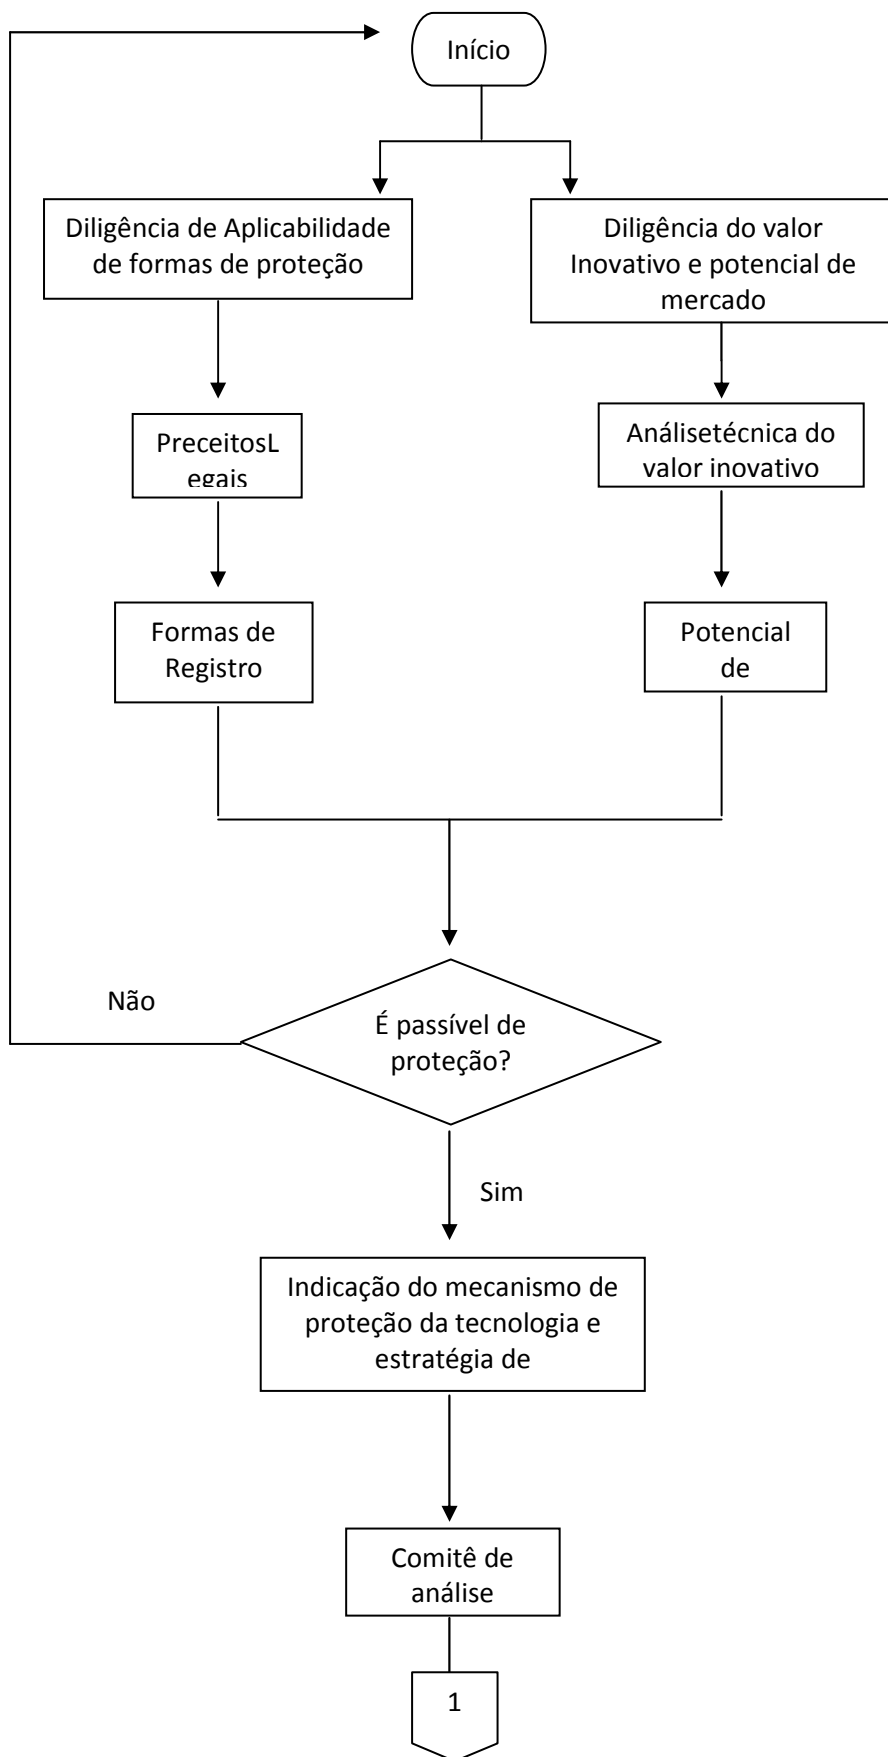 Início
Diligência de Aplicabilidade
de formas de proteção
Diligência do valor
Inovativo e potencial de
mercado
PreceitosL
egais
Análisetécnica do
valor inovativo
Formas de
Registro
Potencial
de
Não
É passível de
proteção?
Sim
Indicação do mecanismo de
proteção da tecnologia e
estratégia de
Comitê de
análise
1